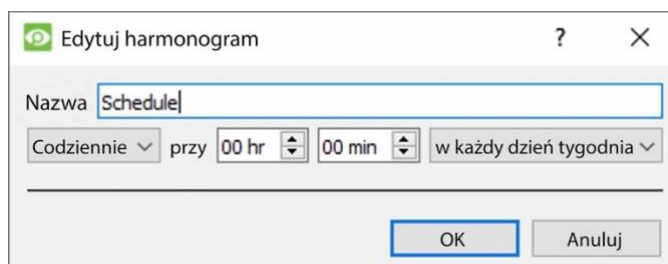 Edytuj harmonogram ?
Nazwa Schedule
Codziennie przy 00 hr 00 min w każdy dzień tygodnia
OK Anuluj